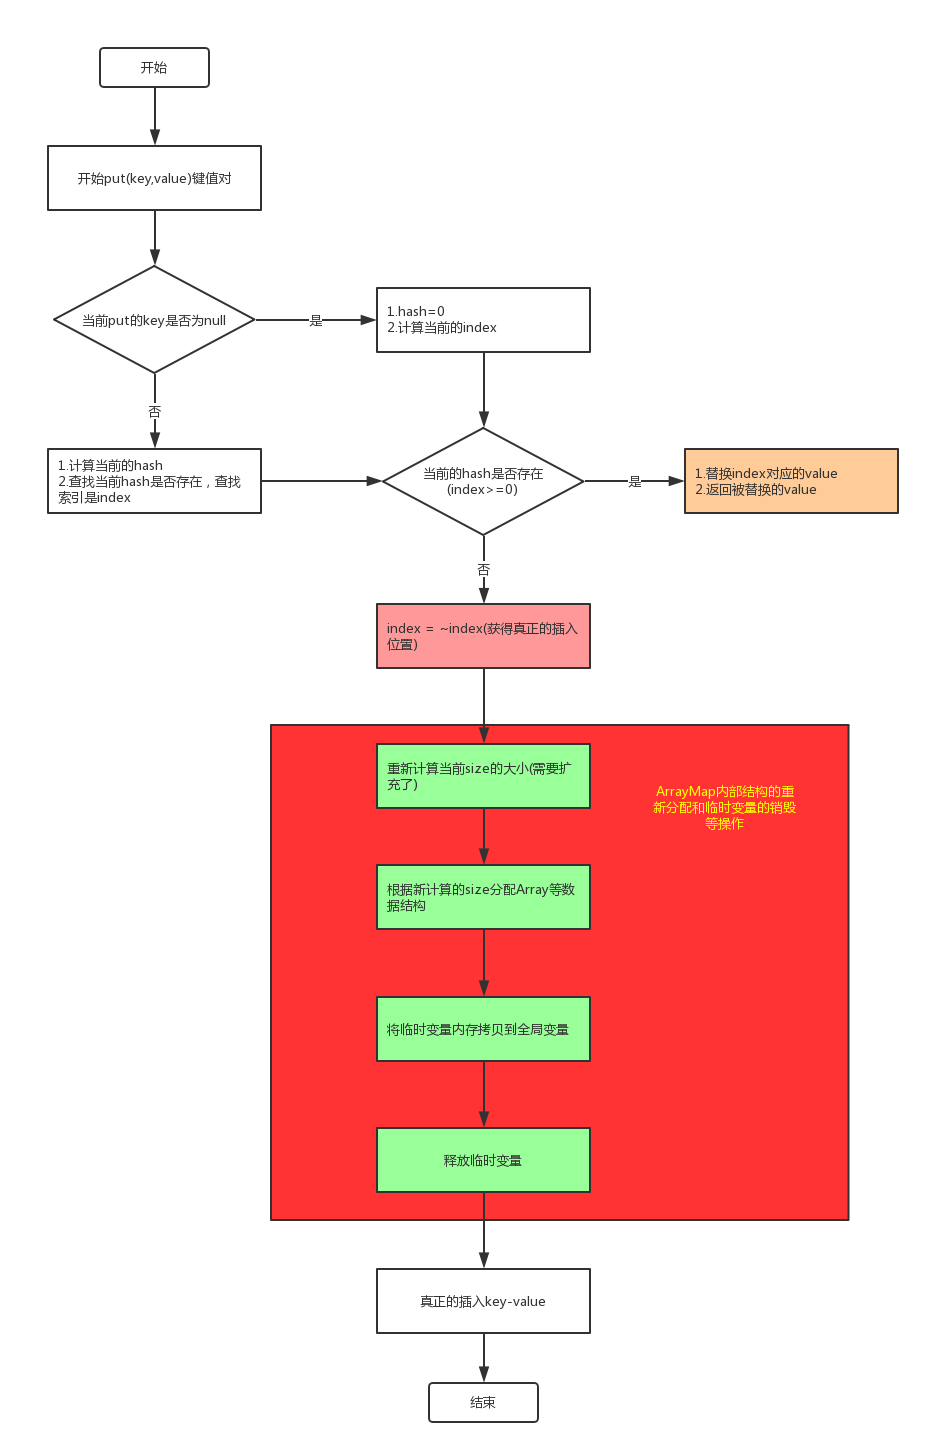 开始
开始put(key,value)键值对
当前put的key是否为null
是
1.hash=0
2.计算当前的index
否
1.计算当前的hash
2.查找当前hash是否存在，查找
索引是index
当前的hash是否存在
(index>=0)
是
1.替换index对应的value
2.返回被替换的value
否
index = ~index(获得真正的插入
位置)
重新计算当前size的大小(需要扩
充了)
ArrayMap内部结构的重
新分配和临时变量的销毁
等操作
根据新计算的size分配Array等数
据结构
将临时变量内存拷贝到全局变量
释放临时变量
真正的插入key-value
结束